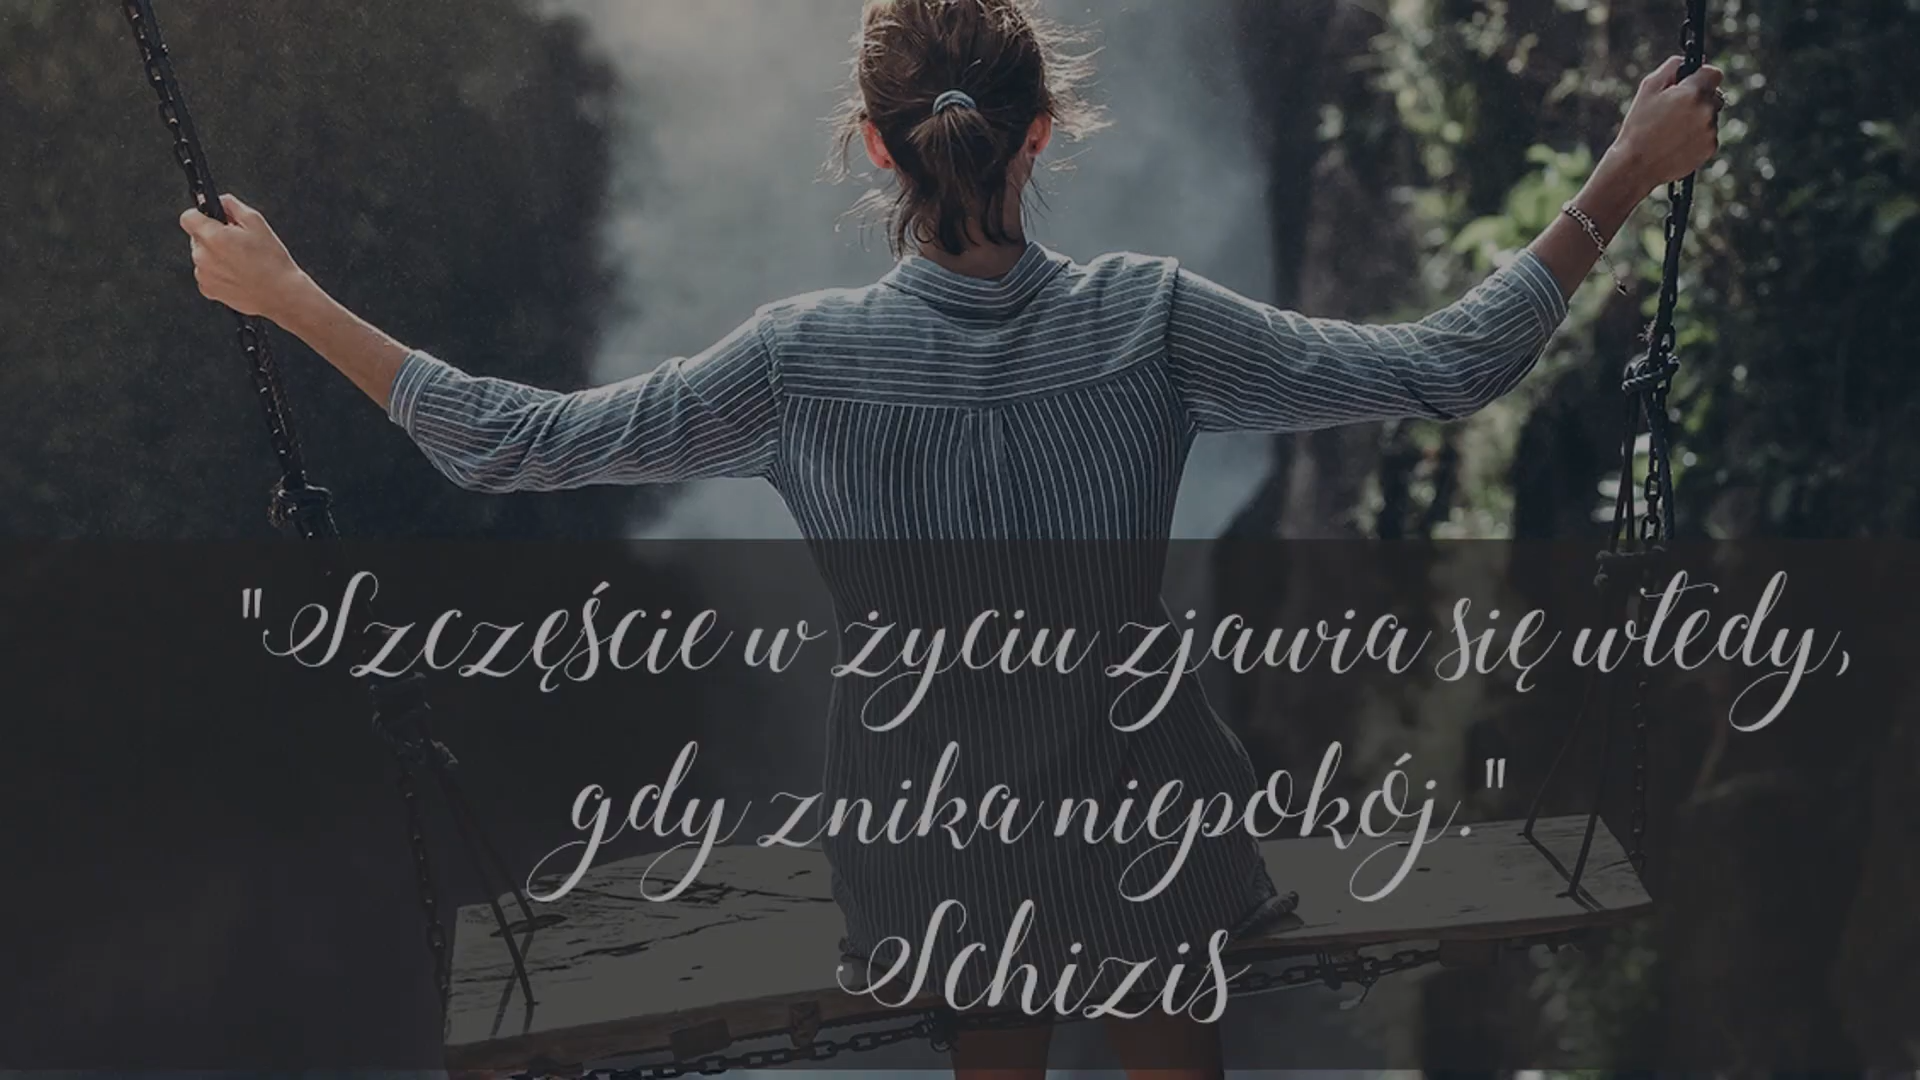 "Szczęście w życiu zjawia się wtedy,
gdy znika niepokój."
Schizis